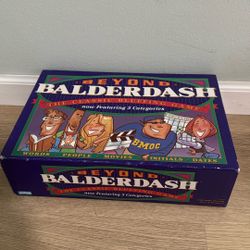 BEYOND
BALDERDASH
THE CLASSIC BLUFFING GAME
now Featuring 5 Categories
BMOC
WORDS PEOPLE MOVIES INITIALS DATES
BEYOND
BALDERDASH
THE CLASSIC BLUFFING GAME
now Featuring 5 Categories